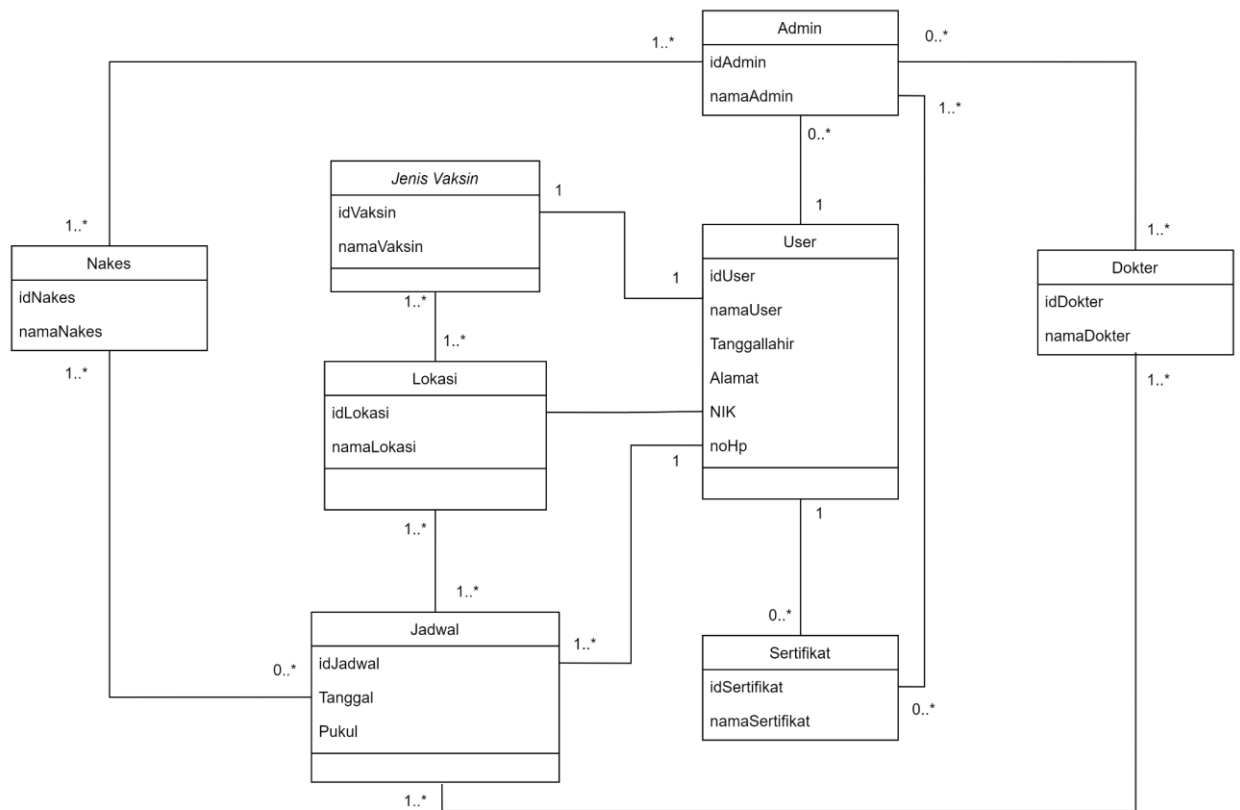 Admin
1..*
0..*
idAdmin
namaAdmin
1..*
0..*
Jenis Vaksin
1
idVaksin
namaVaksin
1..*
1
1..*
Nakes
User
Dokter
idNakes
namaNakes
idUser
namaUser
Tanggallahir
Alamat
NIK
noHp
1
idDokter
namaDokter
1..*
1..*
1..*
1..*
Lokasi
idLokasi
namaLokasi
1
1
1..*
1..*
0..*
Jadwal
1..*
Sertifikat
0..*
idJadwal
Tanggal
Pukul
idSertifikat
namaSertifikat
0..*
1..*